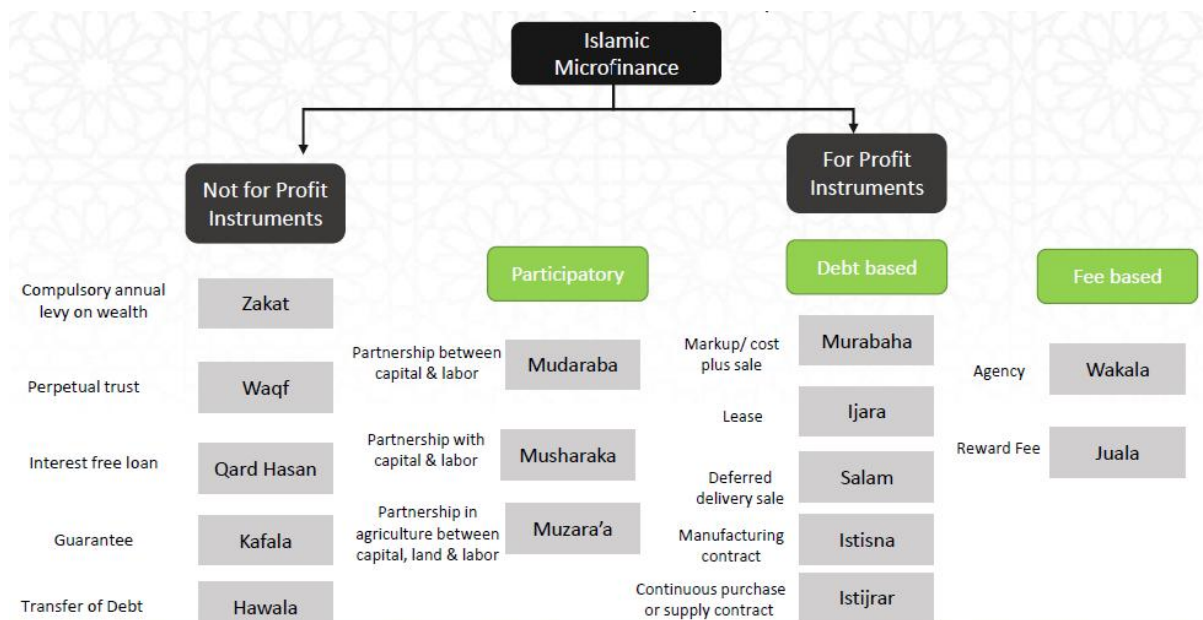 Islamic
Microfinance
Not for Profit
Instruments
For Profit
Instruments
Participatory
Debt based
Fee based
Compulsory annual
levy on wealth
Zakat
Perpetual trust
Waqf
Interest free loan
Qard Hasan
Guarantee
Kafala
Transfer of Debt
Hawala
Partnership between
capital & labor
Mudaraba
Partnership with
capital & labor
Musharaka
Partnership in
agriculture between
capital, land & labor
Muzara’a
Markup/ cost
plus sale
Murabaha
Lease
Ijara
Deferred
delivery sale
Salam
Manufacturing
contract
Istisna
Continuous purchase
or supply contract
Istijrar
Agency
Wakala
Reward Fee
Juala